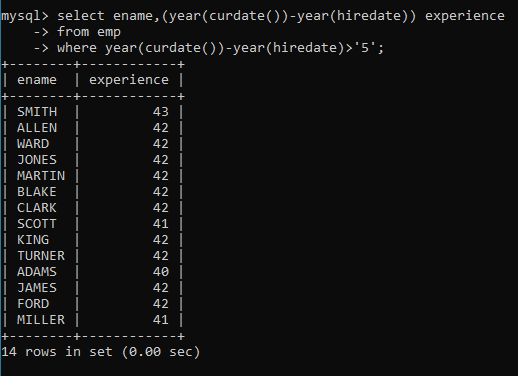 mysql> select ename,(year(curdate())-year(hiredate)) experience
    -> from emp
    -> where year(curdate())-year(hiredate)>'5';
+--------+------------+
| ename  | experience |
+--------+------------+
| SMITH  |         43 |
| ALLEN  |         42 |
| WARD   |         42 |
| JONES  |         42 |
| MARTIN |         42 |
| BLAKE  |         42 |
| CLARK  |         42 |
| SCOTT  |         41 |
| KING   |         42 |
| TURNER |         42 |
| ADAMS  |         40 |
| JAMES  |         42 |
| FORD   |         42 |
| MILLER |         41 |
+--------+------------+
14 rows in set (0.00 sec)